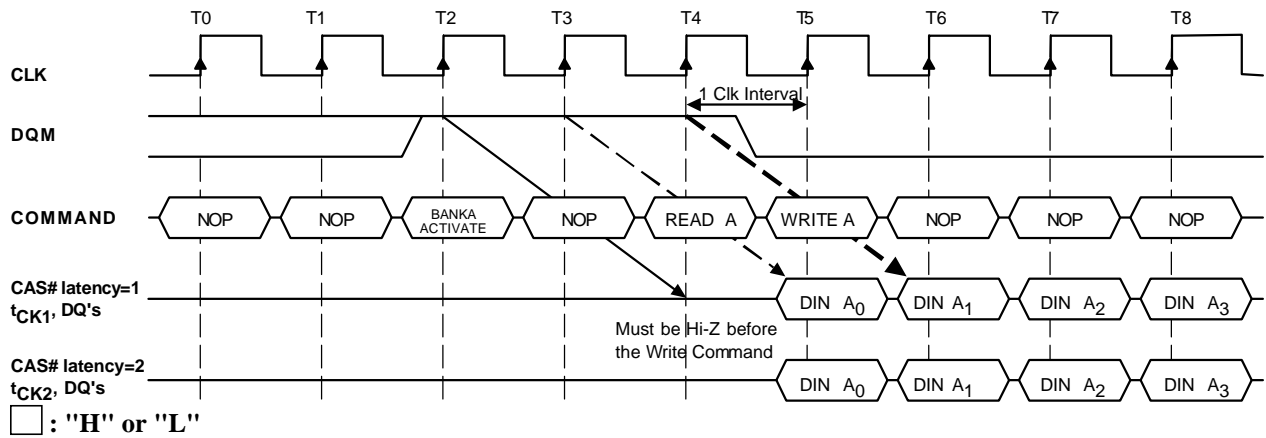 T0 T1 T2 T3 T4 T5 T6 T7 T8
CLK
1 Clk Interval
DQM
COMMAND NOP NOP BANKA ACTIVATE NOP READ A WRITE A NOP NOP NOP
CAS# latency=1
tCK1, DQ's
DIN A0 DIN A1 DIN A2 DIN A3
Must be Hi-Z before
the Write Command
CAS# latency=2
tCK2, DQ's
DIN A0 DIN A1 DIN A2 DIN A3
: "H" or "L"